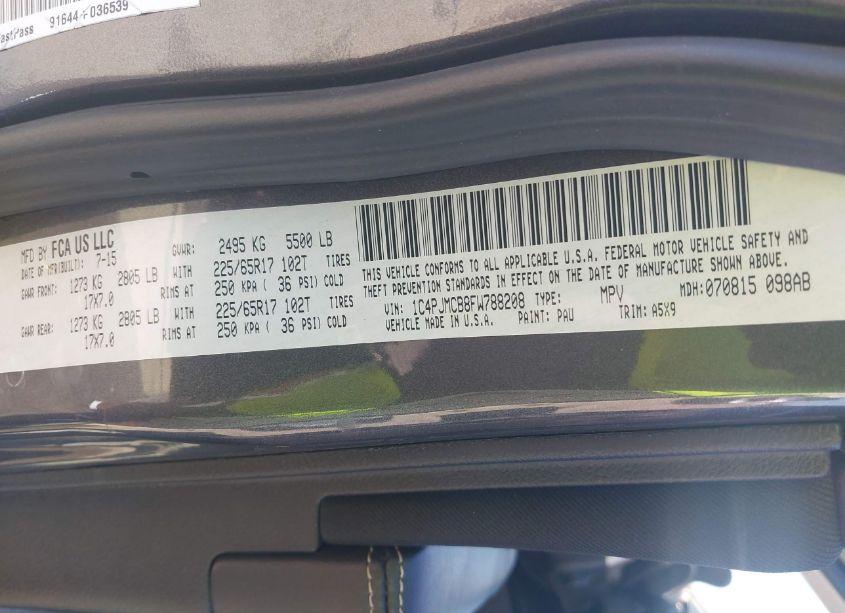 FastPass 91644 F036539
MFD BY FCA US LLC
DATE OF MFR(BUILT): 7-15 GVWR: 2495 KG 5500 LB
GAWR FRONT: 1273 KG 2805 LB WITH 225/65R17 102T TIRES
17X7.0 RIMS AT 250 KPA ( 36 PSI) COLD
GAWR REAR: 1273 KG 2805 LB WITH 225/65R17 102T TIRES
17X7.0 RIMS AT 250 KPA ( 36 PSI) COLD
THIS VEHICLE CONFORMS TO ALL APPLICABLE U.S.A. FEDERAL MOTOR VEHICLE SAFETY AND
THEFT PREVENTION STANDARDS IN EFFECT ON THE DATE OF MANUFACTURE SHOWN ABOVE.
VIN: 1C4PJMCB8FW788208 TYPE: MPV MDH: 070815 098AB
VEHICLE MADE IN U.S.A. PAINT: PAU TRIM: A5X9